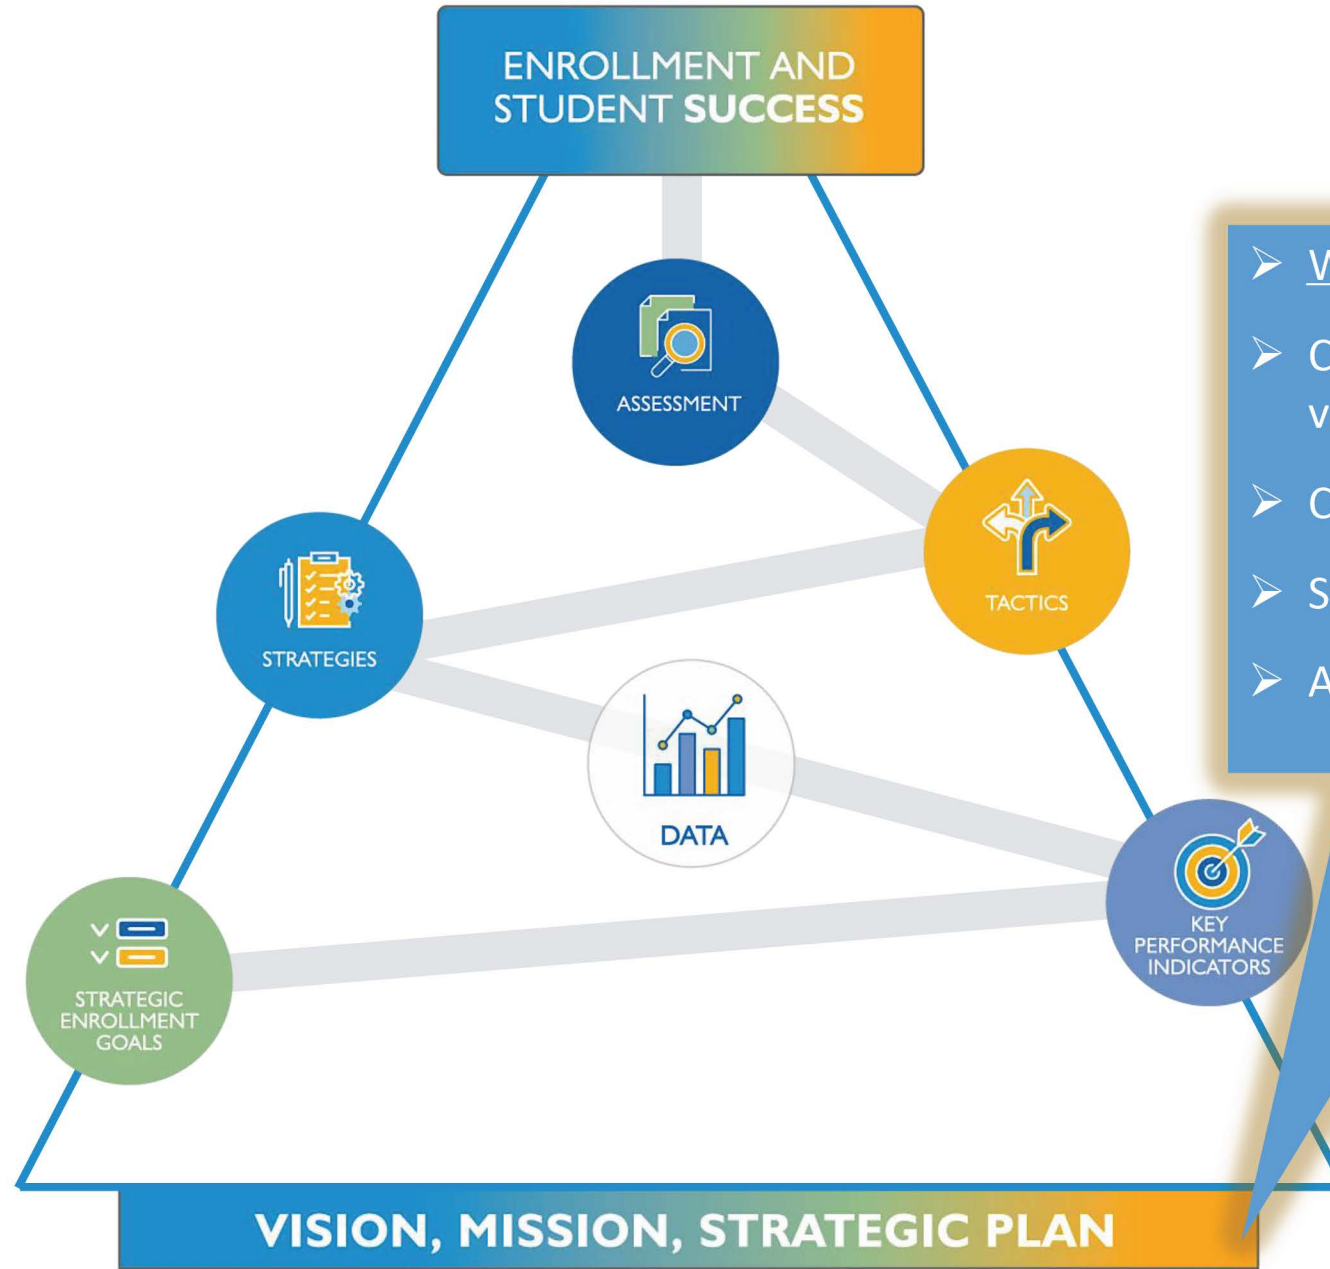 ENROLLMENT AND
STUDENT SUCCESS
ASSESSMENT
TACTICS
STRATEGIES
DATA
KEY
PERFORMANCE
INDICATORS
STRATEGIC
ENROLLMENT
GOALS
VISION, MISSION, STRATEGIC PLAN